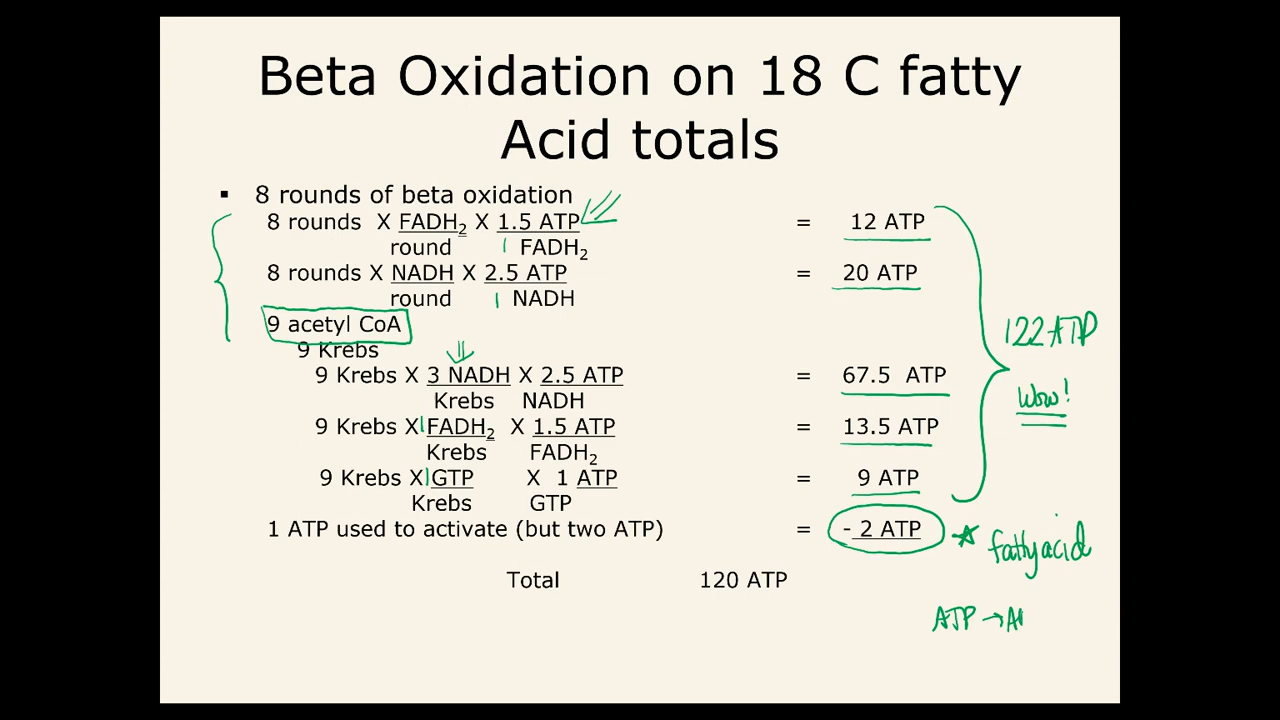 Beta Oxidation on 18 C fatty
Acid totals
▪ 8 rounds of beta oxidation
8 rounds X FADH₂ X 1.5 ATP = 12 ATP
round 1 FADH₂
8 rounds X NADH X 2.5 ATP = 20 ATP
round 1 NADH
9 acetyl CoA
122 ATP
9 Krebs
9 Krebs X 3 NADH X 2.5 ATP = 67.5 ATP
Krebs NADH
Wow!
9 Krebs X 1 FADH₂ X 1.5 ATP = 13.5 ATP
Krebs FADH₂
9 Krebs X 1 GTP X 1 ATP = 9 ATP
Krebs GTP
1 ATP used to activate (but two ATP) = - 2 ATP
fatty acid
Total 120 ATP
ATP →